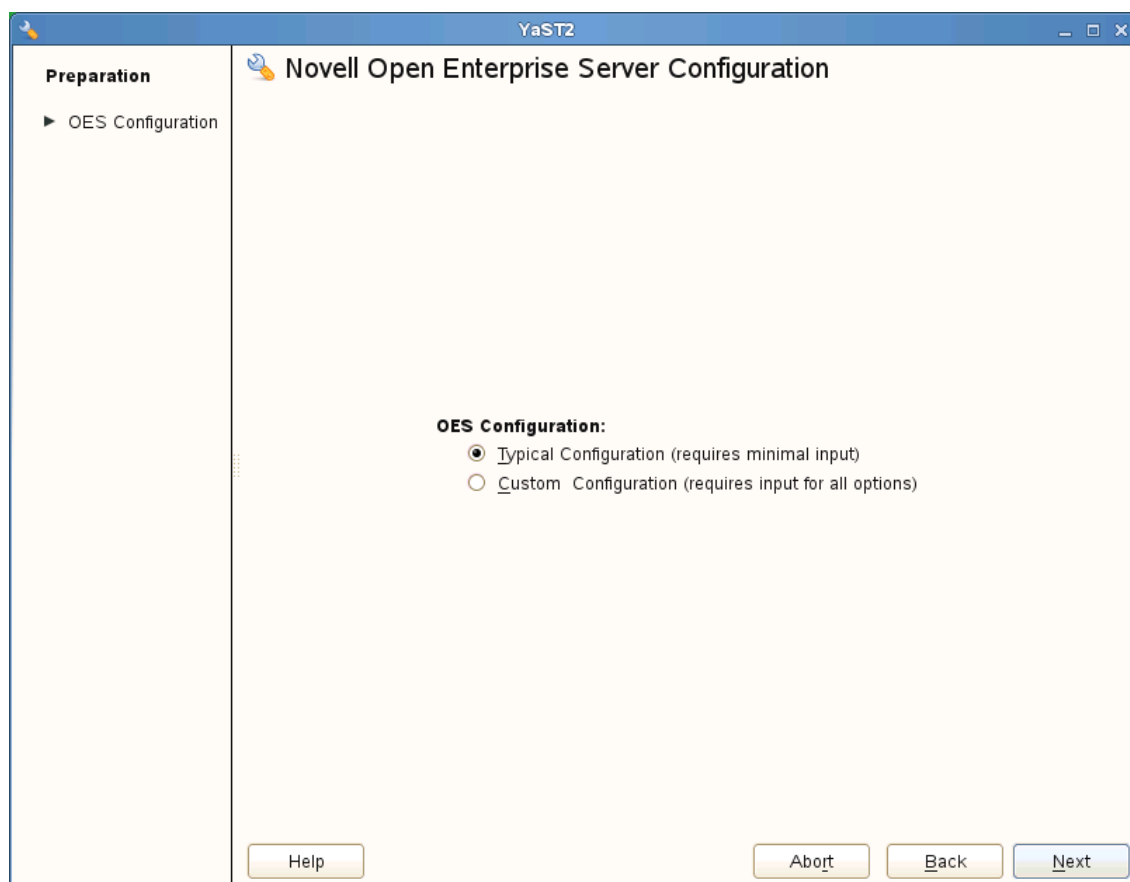 YaST2
Preparation
OES Configuration
Novell Open Enterprise Server Configuration
OES Configuration:
Typical Configuration (requires minimal input)
Custom  Configuration (requires input for all options)
Help
Abort
Back
Next